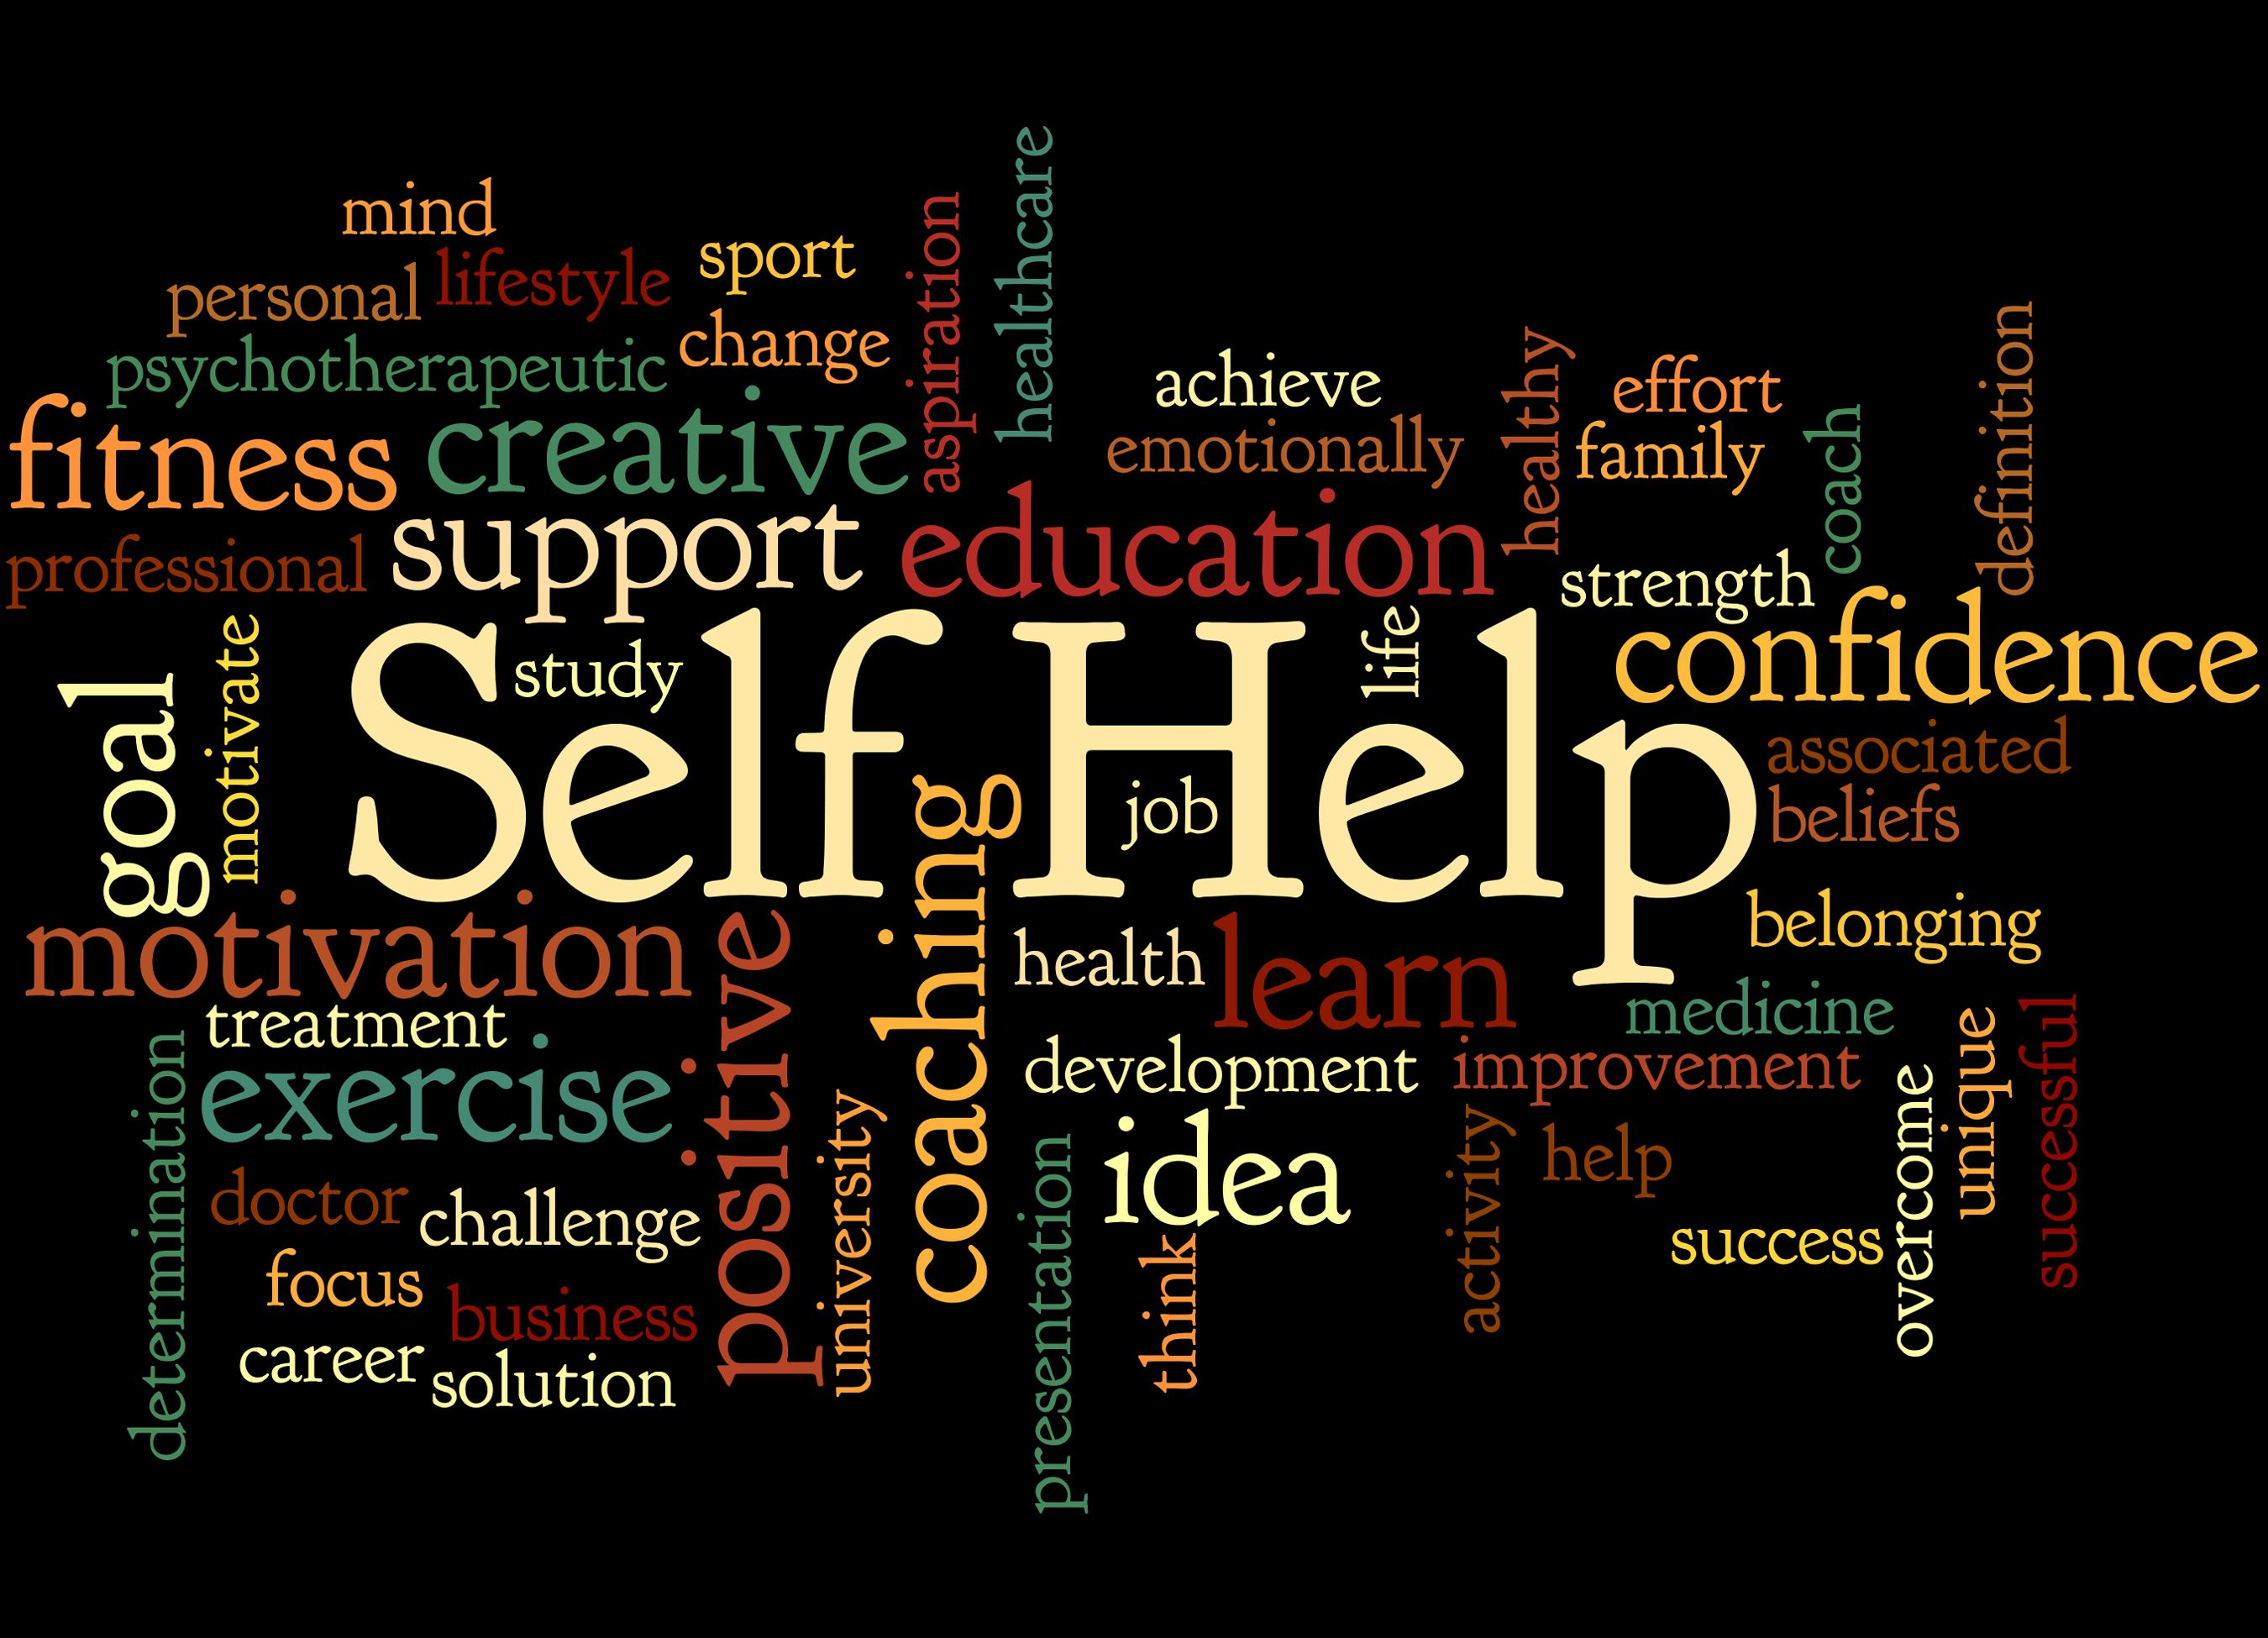 healthcare
mind
aspiration
sport
lifestyle
personal
change
psychotherapeutic
achieve
healthy
effort
definition
fitness
creative
emotionally
family
coach
support
education
professional
strength
confidence
motivate
study
life
goal
Self Help
associated
job
beliefs
coaching
motivation
positive
health
learn
belonging
treatment
medicine
successful
unique
exercise
development
improvement
determination
university
overcome
idea
activity
help
doctor
challenge
presentation
success
think
focus
business
career
solution